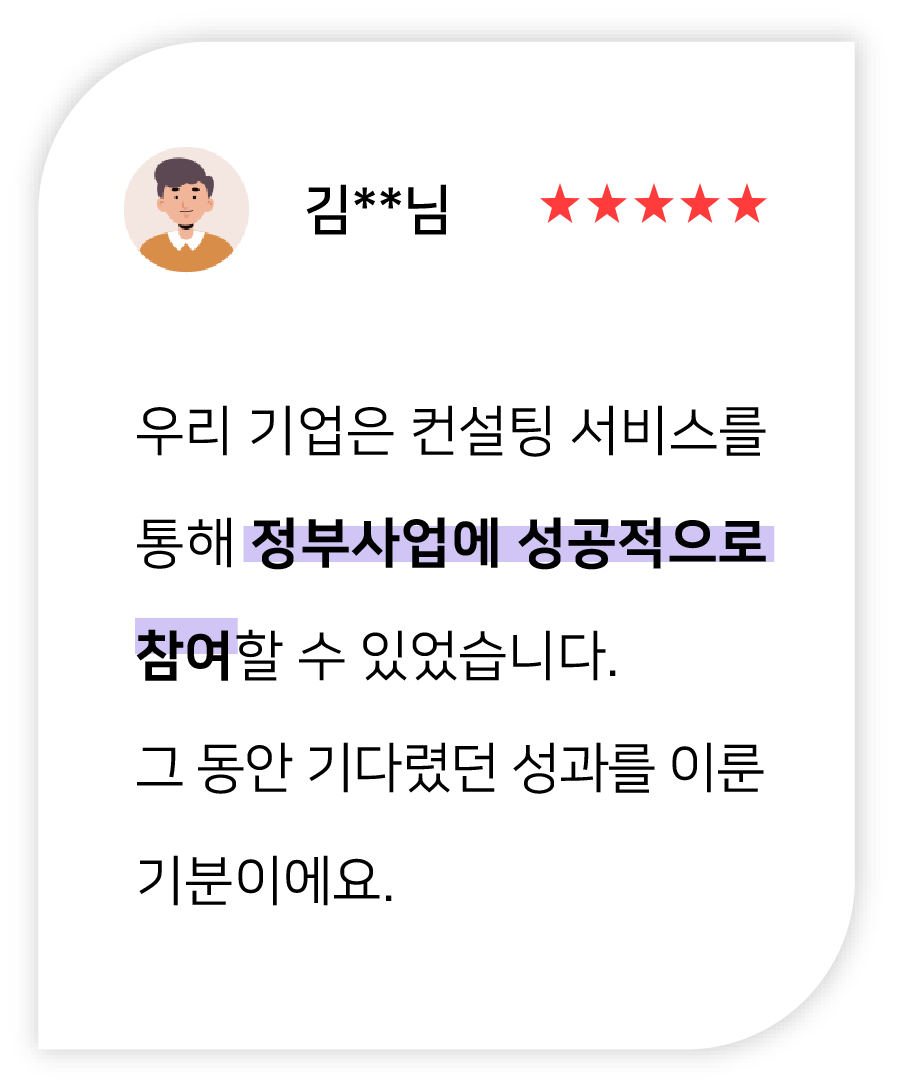 김**님 ★★★★★
우리 기업은 컨설팅 서비스를
통해 정부사업에 성공적으로
참여할 수 있었습니다.
그 동안 기다렸던 성과를 이룬
기분이에요.